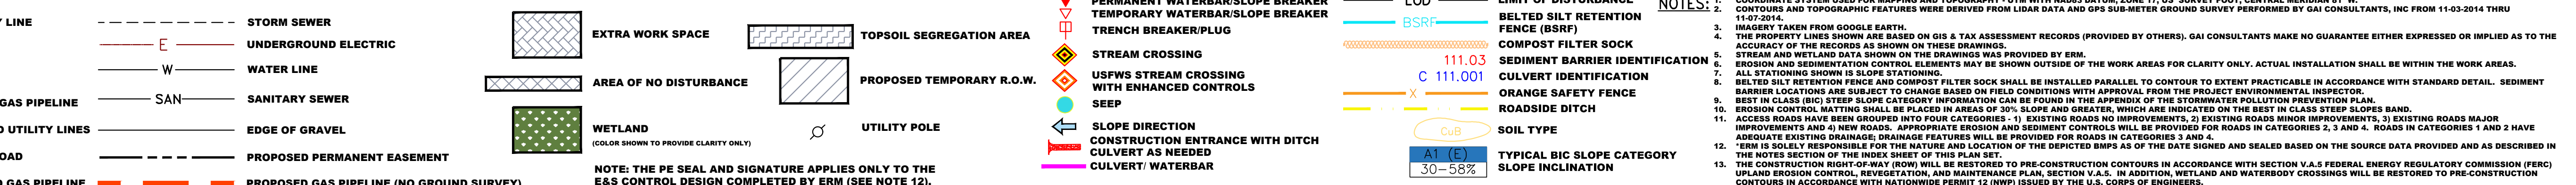 Y LINE
GAS PIPELINE
D UTILITY LINES
OAD
D GAS PIPELINE
STORM SEWER
E UNDERGROUND ELECTRIC
W WATER LINE
SAN SANITARY SEWER
EDGE OF GRAVEL
PROPOSED PERMANENT EASEMENT
PROPOSED GAS PIPELINE (NO GROUND SURVEY)
EXTRA WORK SPACE
AREA OF NO DISTURBANCE
WETLAND
(COLOR SHOWN TO PROVIDE CLARITY ONLY)
NOTE: THE PE SEAL AND SIGNATURE APPLIES ONLY TO THE
E&S CONTROL DESIGN COMPLETED BY ERM (SEE NOTE 12).
TOPSOIL SEGREGATION AREA
PROPOSED TEMPORARY R.O.W.
UTILITY POLE
PERMANENT WATERBAR/SLOPE BREAKER
TEMPORARY WATERBAR/SLOPE BREAKER
TRENCH BREAKER/PLUG
STREAM CROSSING
USFWS STREAM CROSSING
WITH ENHANCED CONTROLS
SEEP
SLOPE DIRECTION
CONSTRUCTION ENTRANCE WITH DITCH
CULVERT AS NEEDED
CULVERT/ WATERBAR
LOD LIMIT OF DISTURBANCE
BSRF BELTED SILT RETENTION
FENCE (BSRF)
COMPOST FILTER SOCK
111.03 SEDIMENT BARRIER IDENTIFICATION
C 111.001 CULVERT IDENTIFICATION
X ORANGE SAFETY FENCE
ROADSIDE DITCH
CuB SOIL TYPE
A1 (E) TYPICAL BIC SLOPE CATEGORY
30-58% SLOPE INCLINATION
NOTES:
1. COORDINATE SYSTEM USED FOR MAPPING AND TOPOGRAPHY - UTM WITH NAD83 DATUM, ZONE 17, US SURVEY FOOT, CENTRAL MERIDIAN 81° W.
2. CONTOURS AND TOPOGRAPHIC FEATURES WERE DERIVED FROM LIDAR DATA AND GPS SUB-METER GROUND SURVEY PERFORMED BY GAI CONSULTANTS, INC FROM 11-03-2014 THRU
11-07-2014.
3. IMAGERY TAKEN FROM GOOGLE EARTH.
4. THE PROPERTY LINES SHOWN ARE BASED ON GIS & TAX ASSESSMENT RECORDS (PROVIDED BY OTHERS). GAI CONSULTANTS MAKE NO GUARANTEE EITHER EXPRESSED OR IMPLIED AS TO THE
ACCURACY OF THE RECORDS AS SHOWN ON THESE DRAWINGS.
5. STREAM AND WETLAND DATA SHOWN ON THE DRAWINGS WAS PROVIDED BY ERM.
6. EROSION AND SEDIMENTATION CONTROL ELEMENTS MAY BE SHOWN OUTSIDE OF THE WORK AREAS FOR CLARITY ONLY. ACTUAL INSTALLATION SHALL BE WITHIN THE WORK AREAS.
7. ALL STATIONING SHOWN IS SLOPE STATIONING.
8. BELTED SILT RETENTION FENCE AND COMPOST FILTER SOCK SHALL BE INSTALLED PARALLEL TO CONTOUR TO EXTENT PRACTICABLE IN ACCORDANCE WITH STANDARD DETAIL. SEDIMENT
BARRIER LOCATIONS ARE SUBJECT TO CHANGE BASED ON FIELD CONDITIONS WITH APPROVAL FROM THE PROJECT ENVIRONMENTAL INSPECTOR.
9. BEST IN CLASS (BIC) STEEP SLOPE CATEGORY INFORMATION CAN BE FOUND IN THE APPENDIX OF THE STORMWATER POLLUTION PREVENTION PLAN.
10. EROSION CONTROL MATTING SHALL BE PLACED IN AREAS OF 30% SLOPE AND GREATER, WHICH ARE INDICATED ON THE BEST IN CLASS STEEP SLOPES BAND.
11. ACCESS ROADS HAVE BEEN GROUPED INTO FOUR CATEGORIES - 1) EXISTING ROADS NO IMPROVEMENTS, 2) EXISTING ROADS MINOR IMPROVEMENTS, 3) EXISTING ROADS MAJOR
IMPROVEMENTS AND 4) NEW ROADS. APPROPRIATE EROSION AND SEDIMENT CONTROLS WILL BE PROVIDED FOR ROADS IN CATEGORIES 2, 3 AND 4. ROADS IN CATEGORIES 1 AND 2 HAVE
ADEQUATE EXISTING DRAINAGE; DRAINAGE FEATURES WILL BE PROVIDED FOR ROADS IN CATEGORIES 3 AND 4.
12. *ERM IS SOLELY RESPONSIBLE FOR THE NATURE AND LOCATION OF THE DEPICTED BMPS AS OF THE DATE SIGNED AND SEALED BASED ON THE SOURCE DATA PROVIDED AND AS DESCRIBED IN
THE NOTES SECTION OF THE INDEX SHEET OF THIS PLAN SET.
13. THE CONSTRUCTION RIGHT-OF-WAY (ROW) WILL BE RESTORED TO PRE-CONSTRUCTION CONTOURS IN ACCORDANCE WITH SECTION V.A.5 FEDERAL ENERGY REGULATORY COMMISSION (FERC)
UPLAND EROSION CONTROL, REVEGETATION, AND MAINTENANCE PLAN, SECTION V.A.5. IN ADDITION, WETLAND AND WATERBODY CROSSINGS WILL BE RESTORED TO PRE-CONSTRUCTION
CONTOURS IN ACCORDANCE WITH NATIONWIDE PERMIT 12 (NWP) ISSUED BY THE U.S. CORPS OF ENGINEERS.